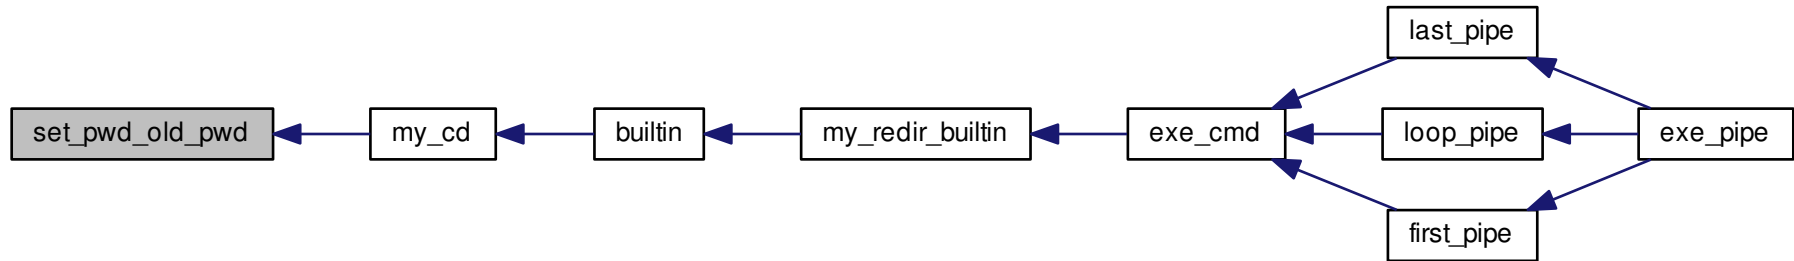 last_pipe
set_pwd_old_pwd
my_cd
builtin
my_redir_builtin
exe_cmd
loop_pipe
exe_pipe
first_pipe